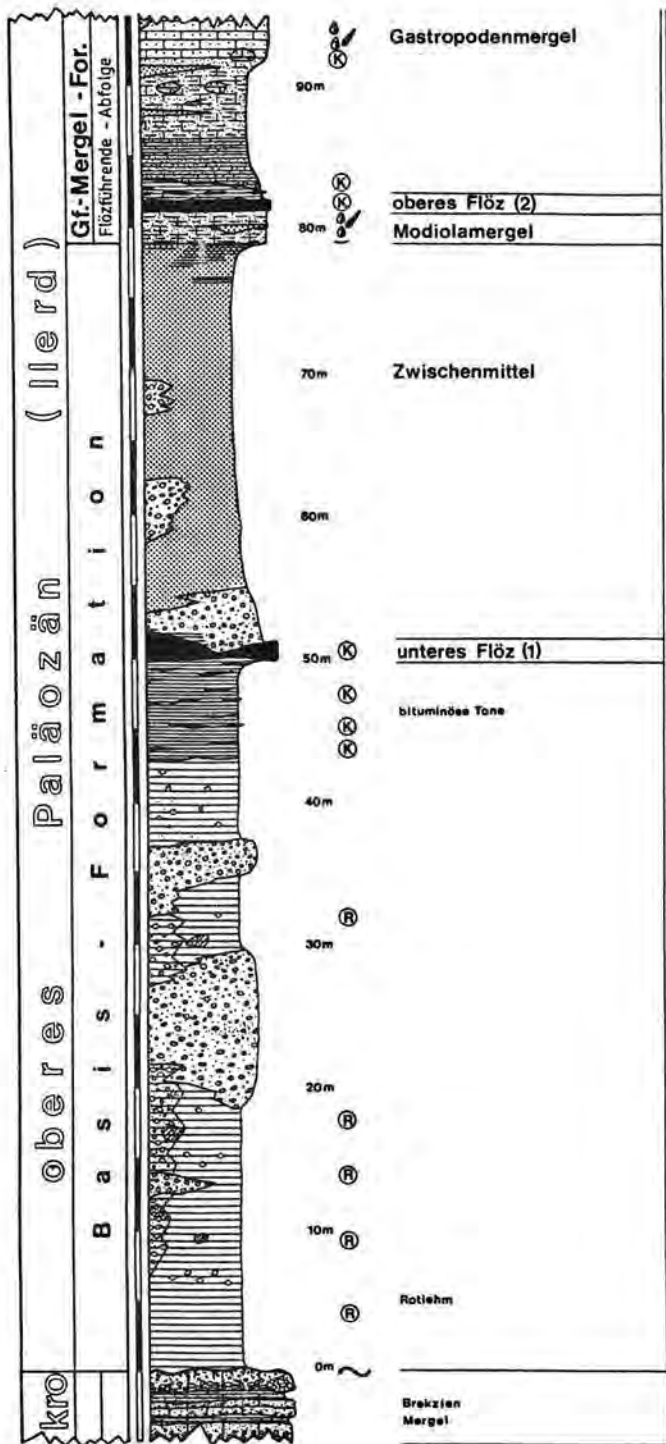 Gf.-Mergel - For.
Flözführende - Abfolge
oberes Paläozän (Ilerd)
Basis - Formation
kro
Gastropodenmergel
K
90m
K
K
oberes Flöz (2)
80m
Modiolamergel
70m
Zwischenmittel
60m
50m
K
unteres Flöz (1)
K
bituminöse Tone
K
K
40m
R
30m
20m
R
R
10m
R
Rotlehm
R
0m
Brekzien
Mergel